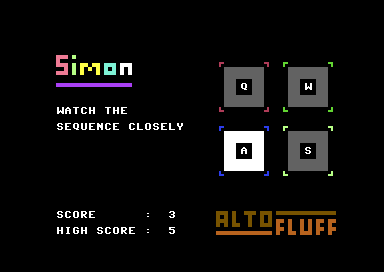 Simon
WATCH THE
SEQUENCE CLOSELY
Q W
A S
SCORE : 3
HIGH SCORE : 5
ALTO
FLUFF